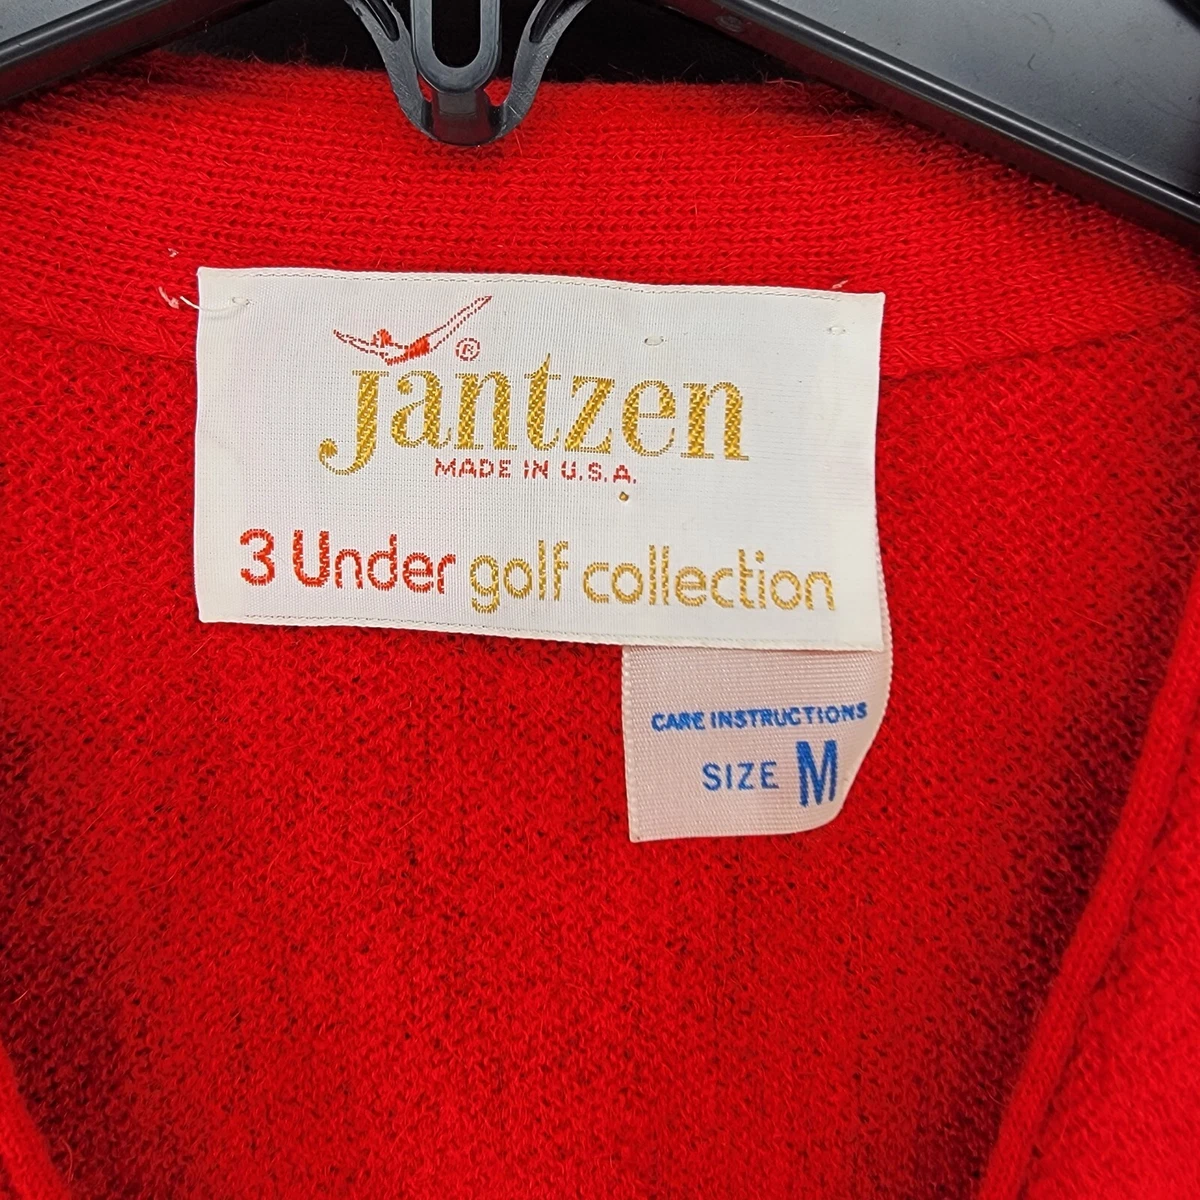 ®
jantzen
MADE IN U.S.A.
3 Under golf collection
CARE INSTRUCTIONS
SIZE M